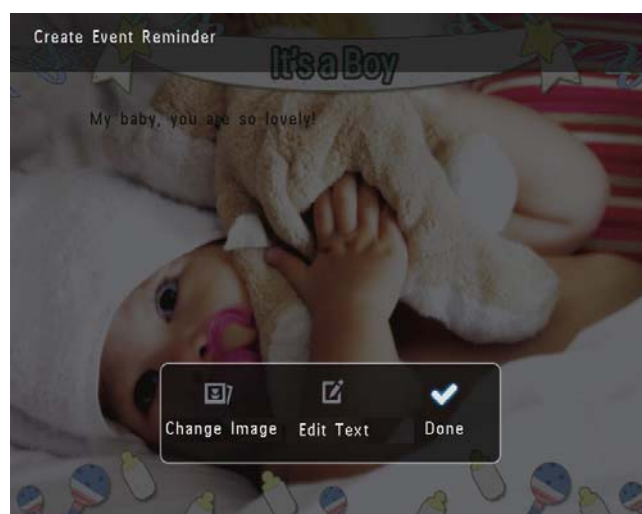 Create Event Reminder
It's a Boy
My baby, you are so lovely!
Change Image
Edit Text
Done